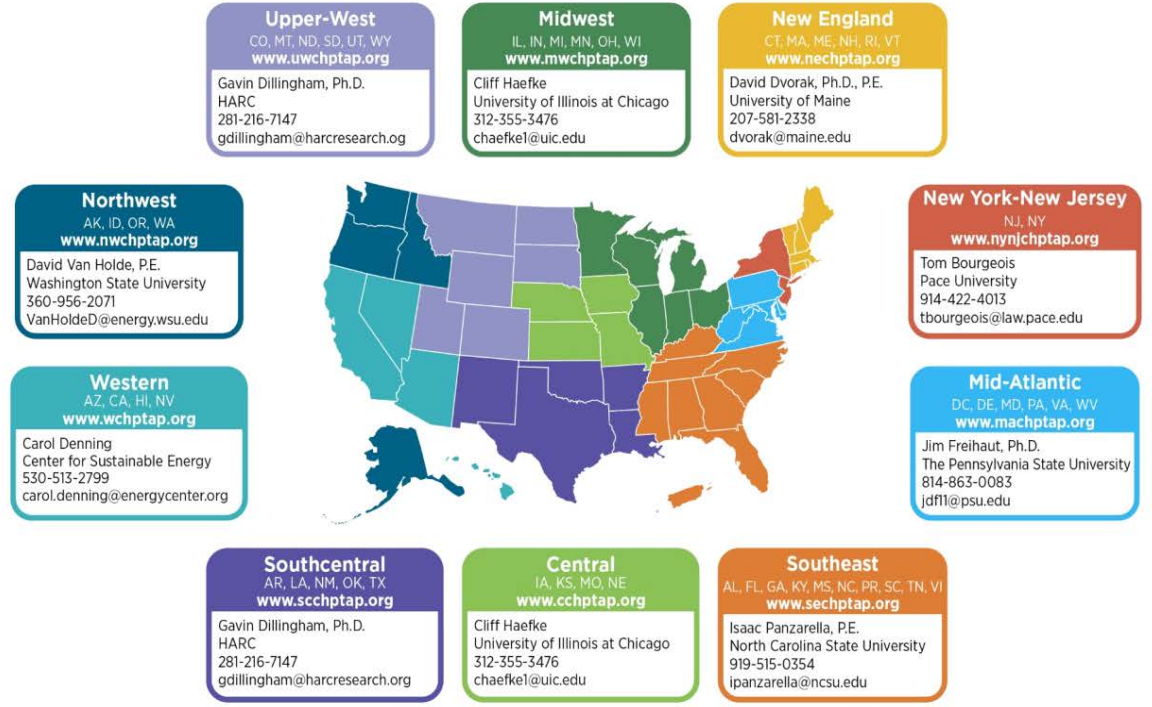 Upper-West
CO, MT, ND, SD, UT, WY
www.uwchptap.org
Gavin Dillingham, Ph.D.
HARC
281-216-7147
gdillingham@harcresearch.og
Midwest
IL, IN, MI, MN, OH, WI
www.mwchptap.org
Cliff Haefke
University of Illinois at Chicago
312-355-3476
chaefke1@uic.edu
New England
CT, MA, ME, NH, RI, VT
www.nechptap.org
David Dvorak, Ph.D., P.E.
University of Maine
207-581-2338
dvorak@maine.edu
Northwest
AK, ID, OR, WA
www.nwchptap.org
David Van Holde, P.E.
Washington State University
360-956-2071
VanHoldeD@energy.wsu.edu
New York-New Jersey
NJ, NY
www.nynjchptap.org
Tom Bourgeois
Pace University
914-422-4013
tbourgeois@law.pace.edu
Western
AZ, CA, HI, NV
www.wchptap.org
Carol Denning
Center for Sustainable Energy
530-513-2799
carol.denning@energycenter.org
Mid-Atlantic
DC, DE, MD, PA, VA, WV
www.machptap.org
Jim Freihaut, Ph.D.
The Pennsylvania State University
814-863-0083
jdf11@psu.edu
Southcentral
AR, LA, NM, OK, TX
www.scchptap.org
Gavin Dillingham, Ph.D.
HARC
281-216-7147
gdillingham@harcresearch.org
Central
IA, KS, MO, NE
www.cchptap.org
Cliff Haefke
University of Illinois at Chicago
312-355-3476
chaefke1@uic.edu
Southeast
AL, FL, GA, KY, MS, NC, PR, SC, TN, VI
www.sechptap.org
Isaac Panzarella, P.E.
North Carolina State University
919-515-0354
ipanzarella@ncsu.edu